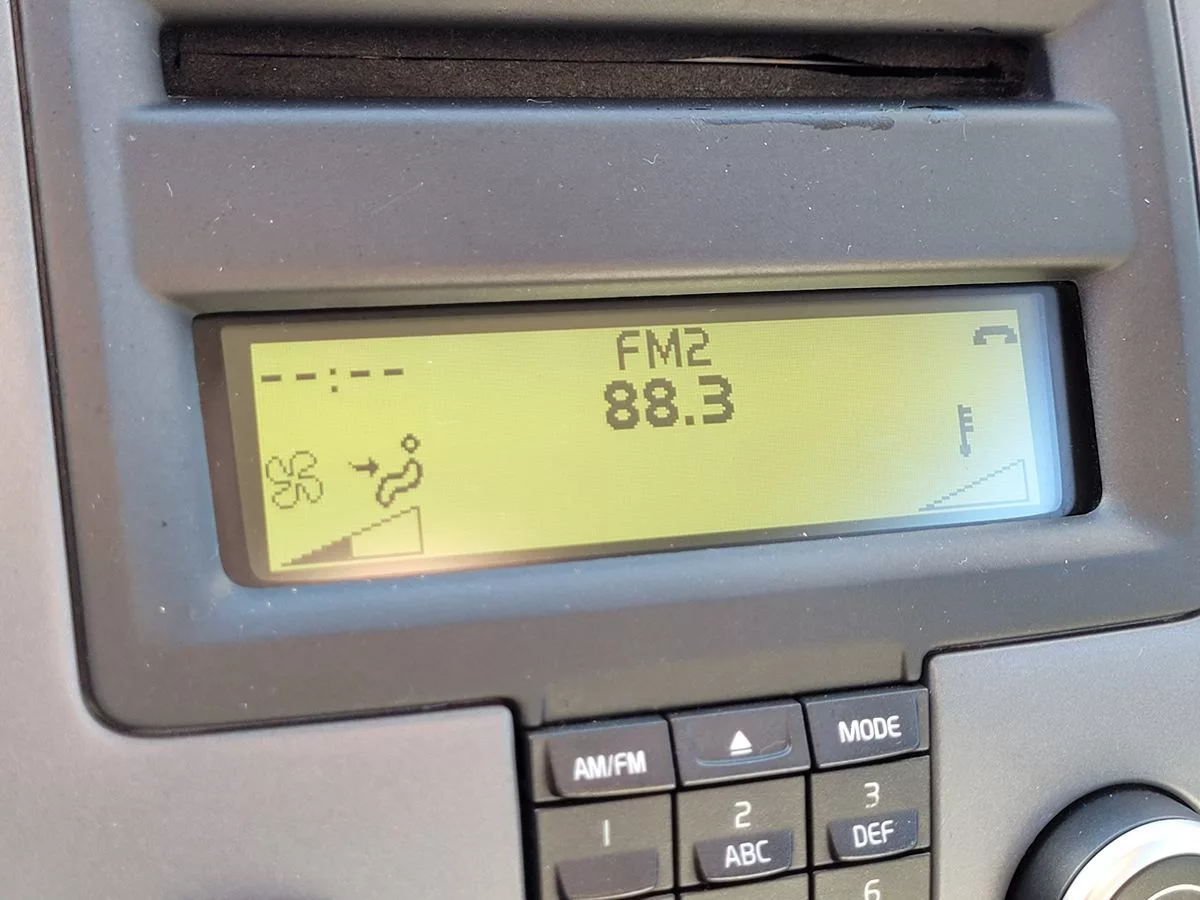 FM2
--:--
88.3
AM/FM
MODE
1
2
3
ABC
DEF
6